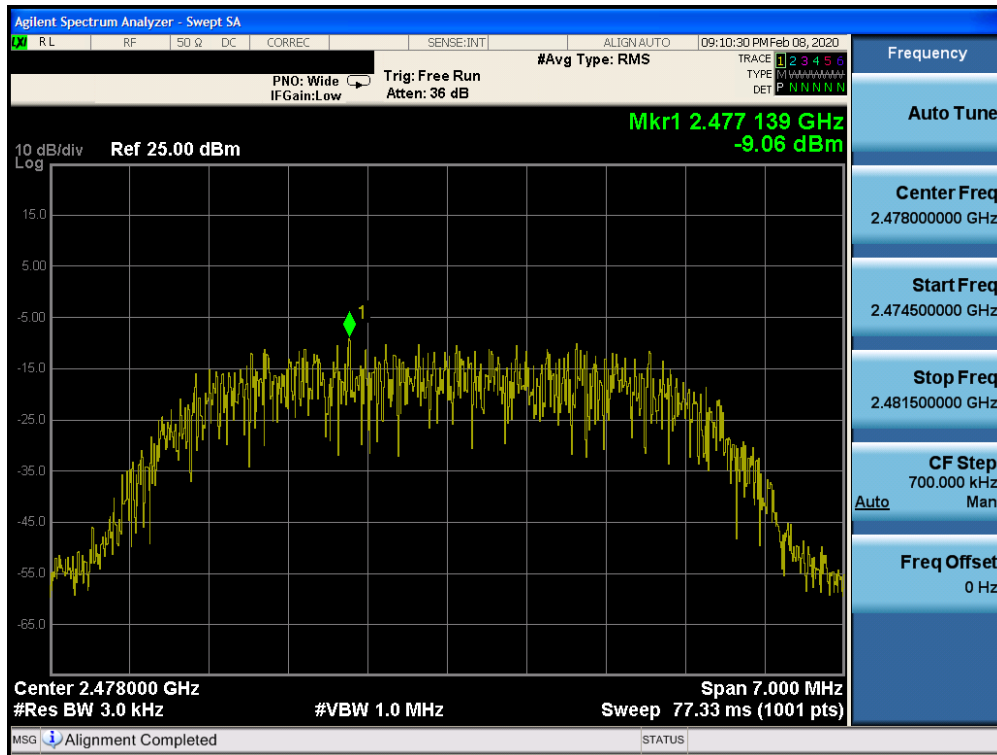 Agilent Spectrum Analyzer - Swept SA
LXI RL RF 50 Ω DC CORREC SENSE:INT ALIGN AUTO 09:10:30 PM Feb 08, 2020
#Avg Type: RMS TRACE 1 2 3 4 5 6
PNO: Wide Trig: Free Run TYPE M WWWWW
IFGain:Low Atten: 36 dB DET P N N N N N
Mkr1 2.477 139 GHz
-9.06 dBm
10 dB/div Ref 25.00 dBm
Log
15.0
5.00
-5.00
1
-15.0
-25.0
-35.0
-45.0
-55.0
-65.0
Center 2.478000 GHz Span 7.000 MHz
#Res BW 3.0 kHz #VBW 1.0 MHz Sweep 77.33 ms (1001 pts)
MSG Alignment Completed STATUS
Frequency
Auto Tune
Center Freq
2.478000000 GHz
Start Freq
2.474500000 GHz
Stop Freq
2.481500000 GHz
CF Step
700.000 kHz
Auto Man
Freq Offset
0 Hz